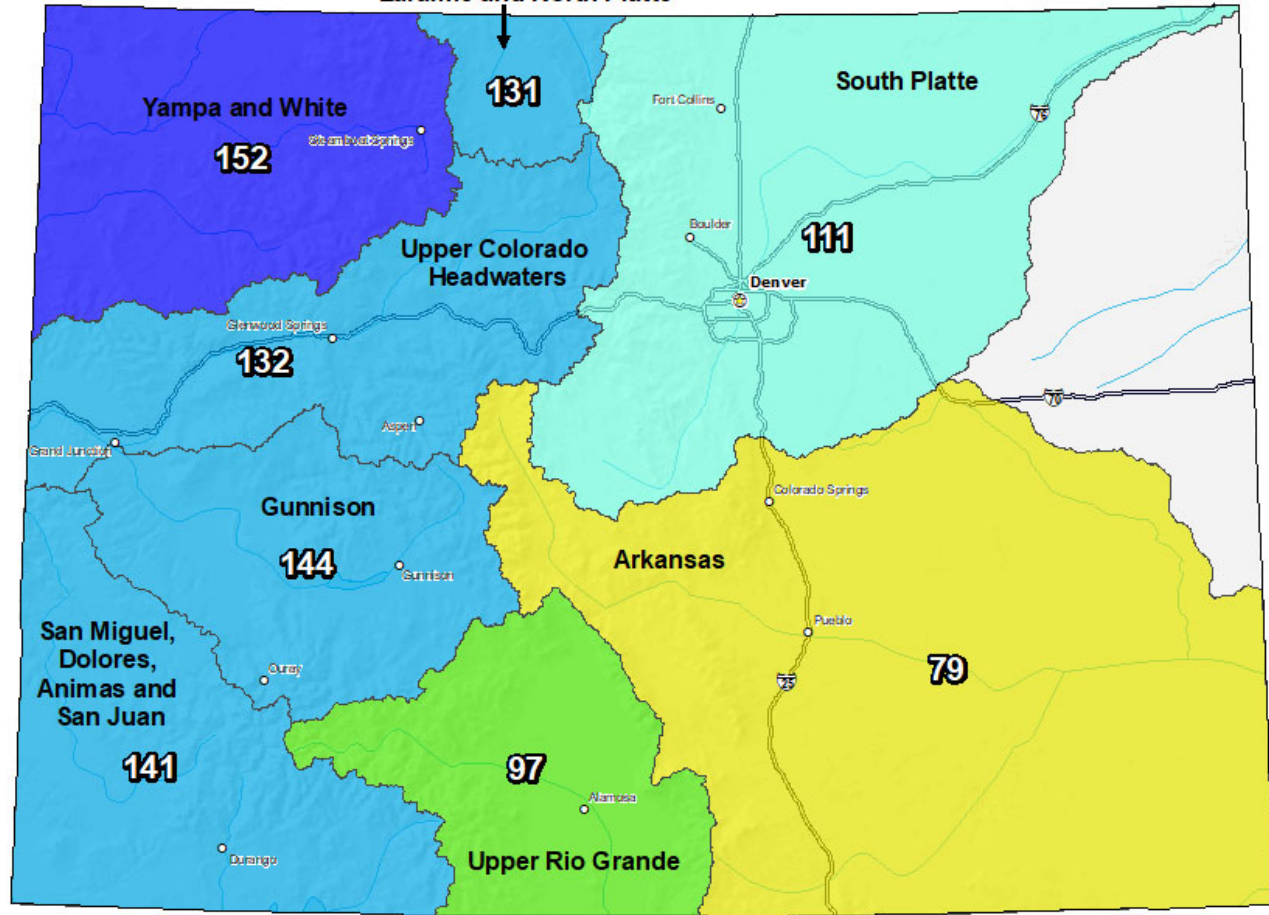 Laramie and North Platte
131
South Platte
Fort Collins
76
Yampa and White
Steamboat Springs
152
Boulder
111
Upper Colorado
Headwaters
Denver
Glenwood Springs
132
70
Aspen
Grand Junction
Colorado Springs
Gunnison
144
Gunnison
Arkansas
Pueblo
San Miguel,
Dolores,
Animas and
San Juan
Ouray
79
25
141
97
Alamosa
Durango
Upper Rio Grande